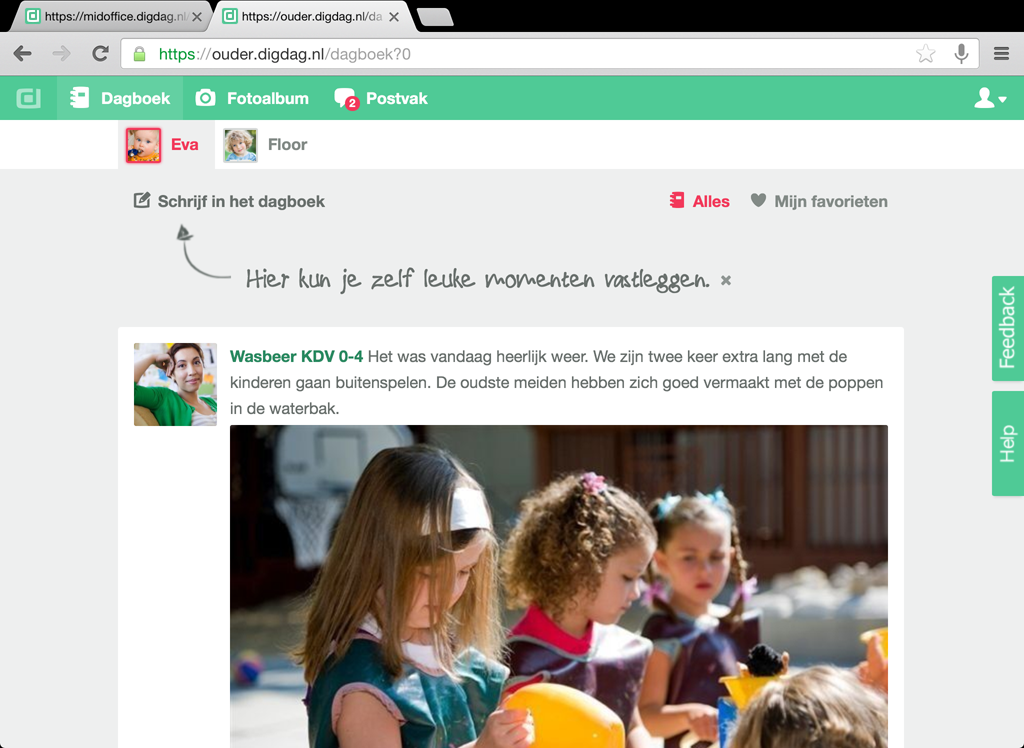 https://midoffice.digdag.nl
https://ouder.digdag.nl/da
https://ouder.digdag.nl/dagboek?0
Dagboek
Fotoalbum
2
Postvak
Eva
Floor
Schrijf in het dagboek
Alles
Mijn favorieten
Hier kun je zelf leuke momenten vastleggen.
Feedback
Help
Wasbeer KDV 0-4 Het was vandaag heerlijk weer. We zijn twee keer extra lang met de
kinderen gaan buitenspelen. De oudste meiden hebben zich goed vermaakt met de poppen
in de waterbak.